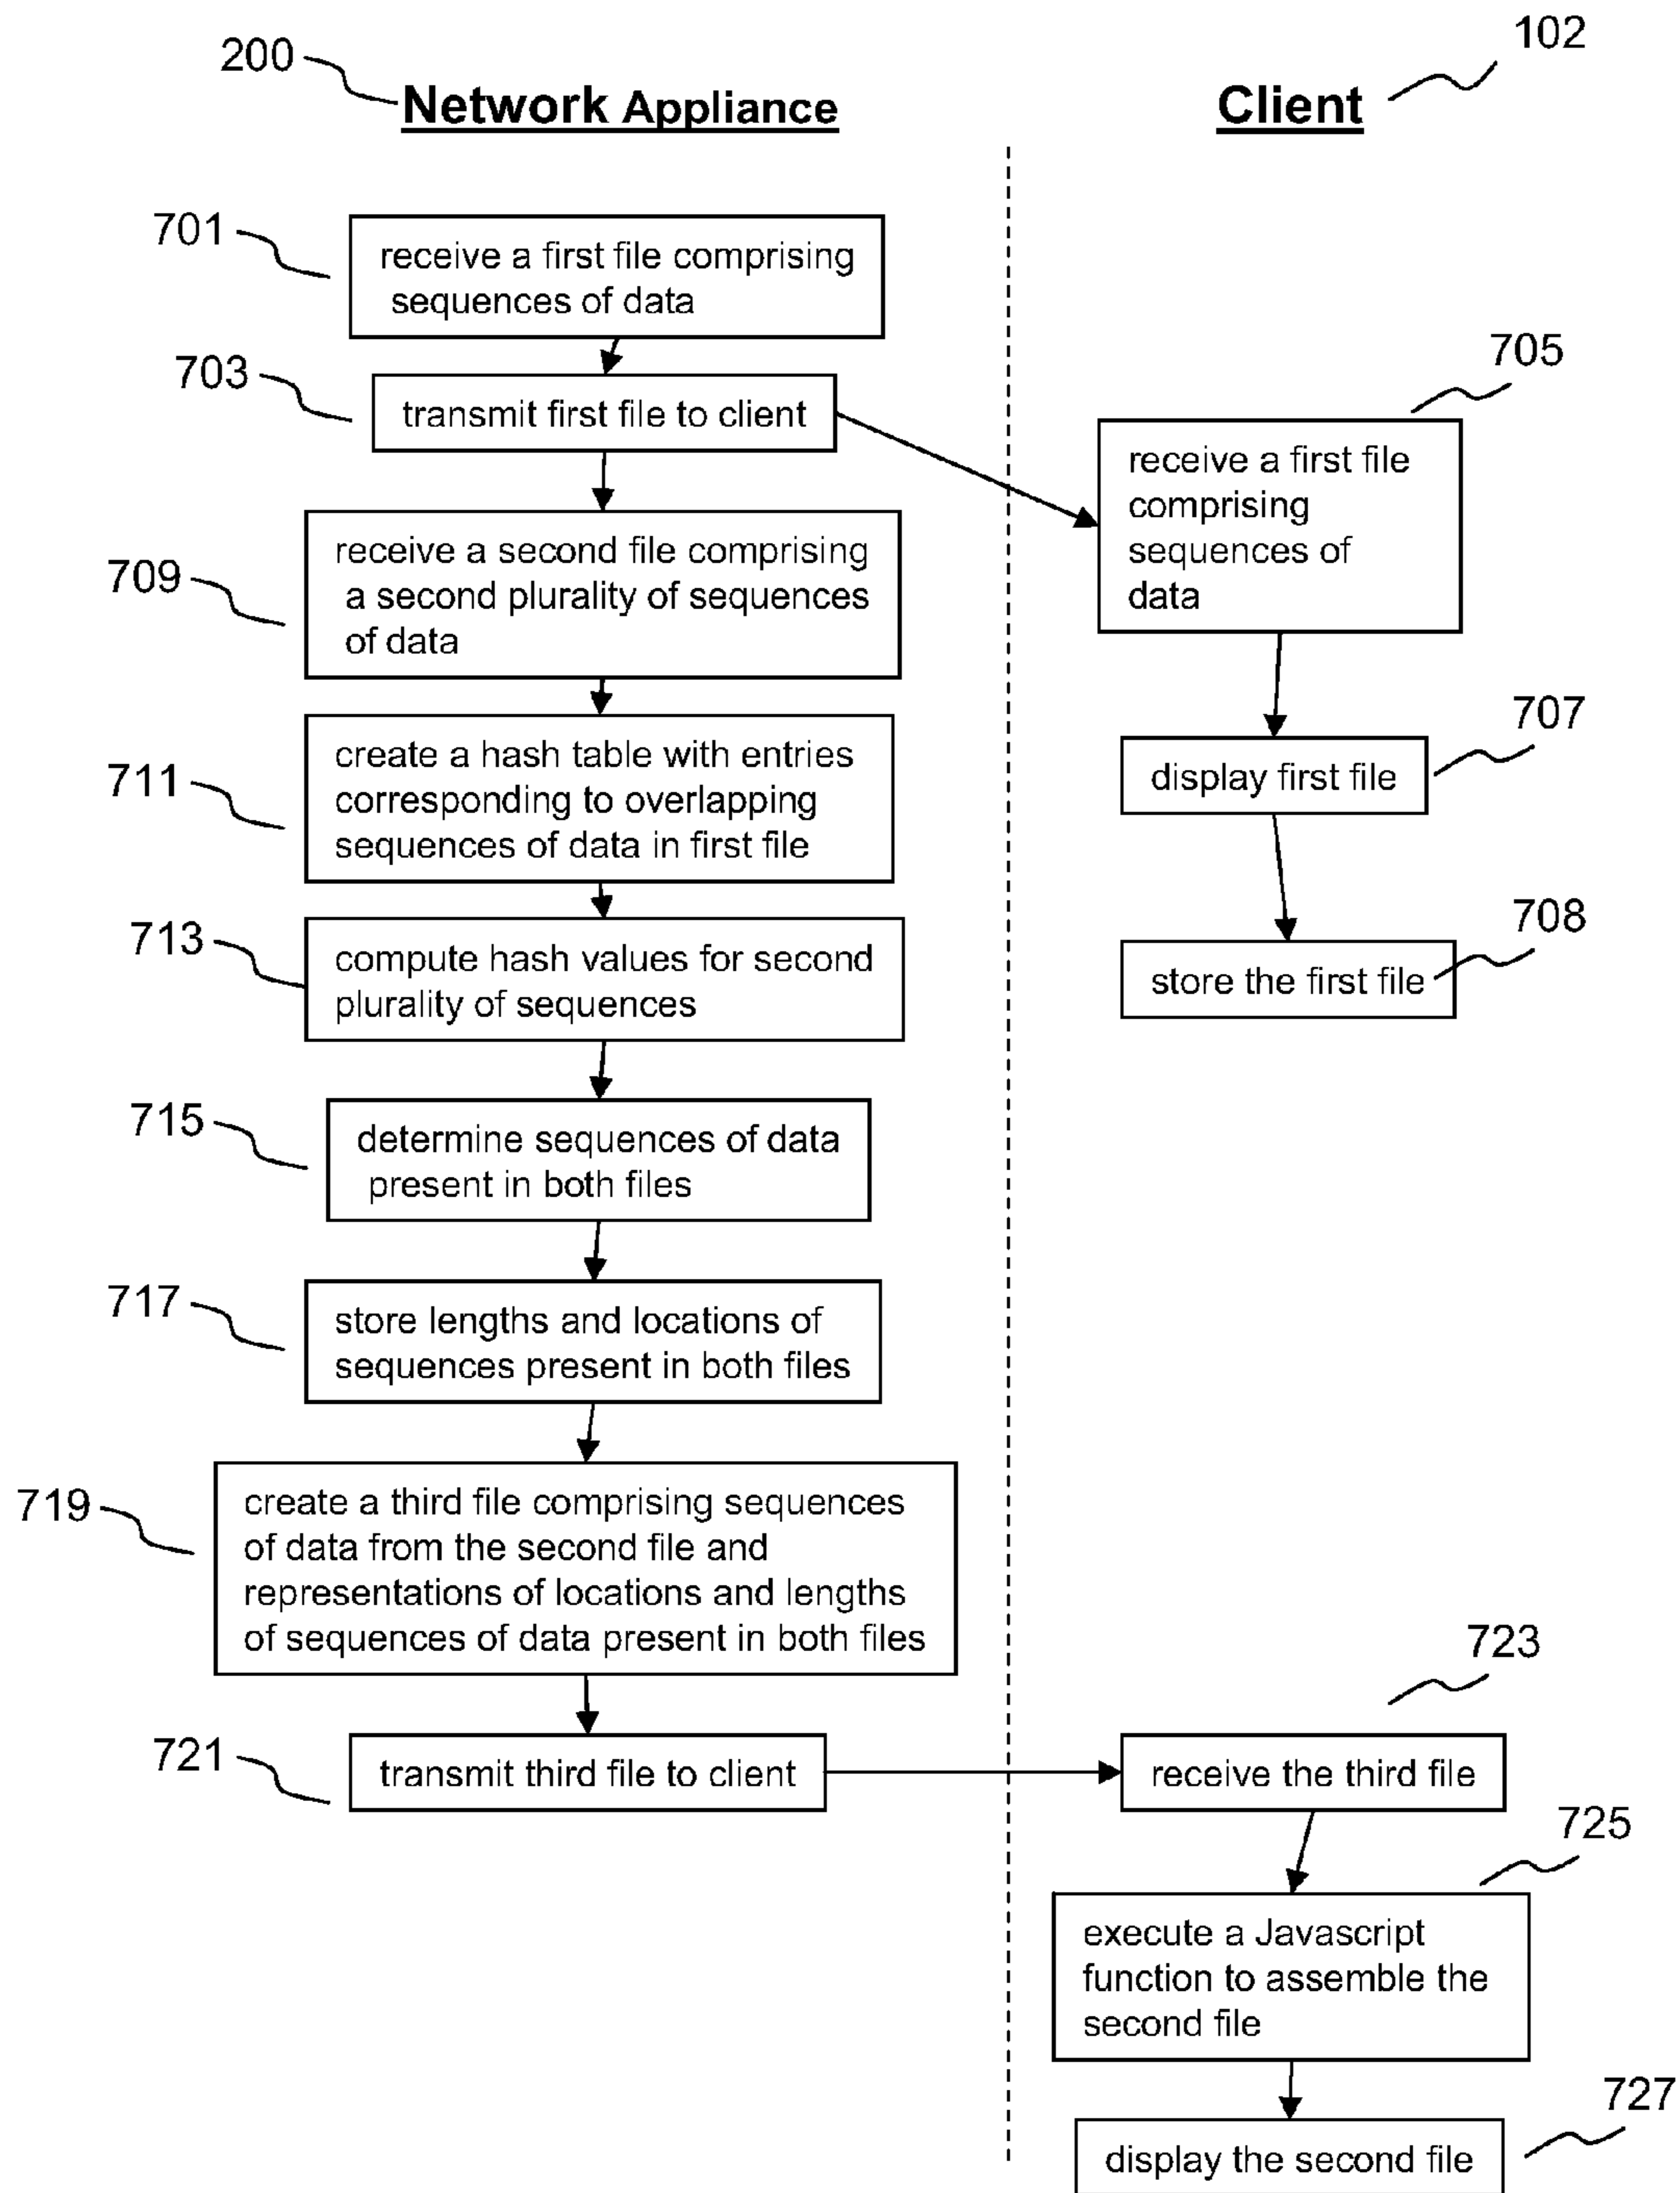 200
Network Appliance
102
Client
701
receive a first file comprising
sequences of data
703
transmit first file to client
705
receive a first file
comprising
sequences of
data
709
receive a second file comprising
a second plurality of sequences
of data
707
display first file
711
create a hash table with entries
corresponding to overlapping
sequences of data in first file
708
store the first file
713
compute hash values for second
plurality of sequences
715
determine sequences of data
present in both files
717
store lengths and locations of
sequences present in both files
719
create a third file comprising sequences
of data from the second file and
representations of locations and lengths
of sequences of data present in both files
721
transmit third file to client
723
receive the third file
725
execute a Javascript
function to assemble the
second file
727
display the second file